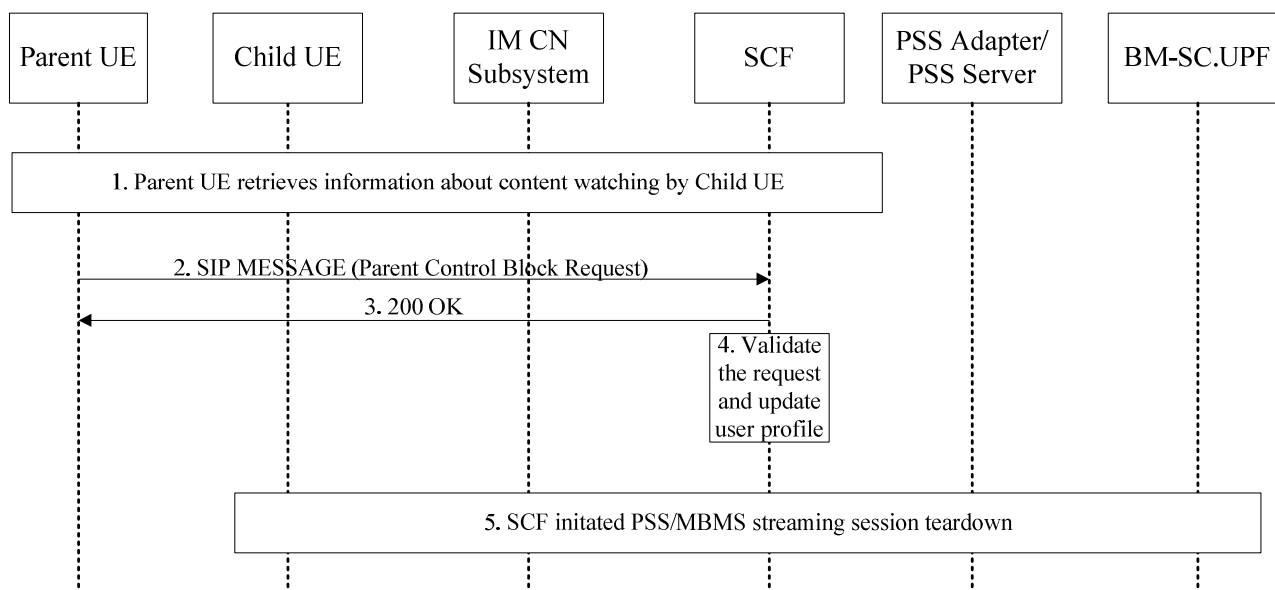 Parent UE
Child UE
IM CN
Subsystem
SCF
PSS Adapter/
PSS Server
BM-SC.UPF
1. Parent UE retrieves information about content watching by Child UE
2. SIP MESSAGE (Parent Control Block Request)
3. 200 OK
4. Validate
the request
and update
user profile
5. SCF initated PSS/MBMS streaming session teardown